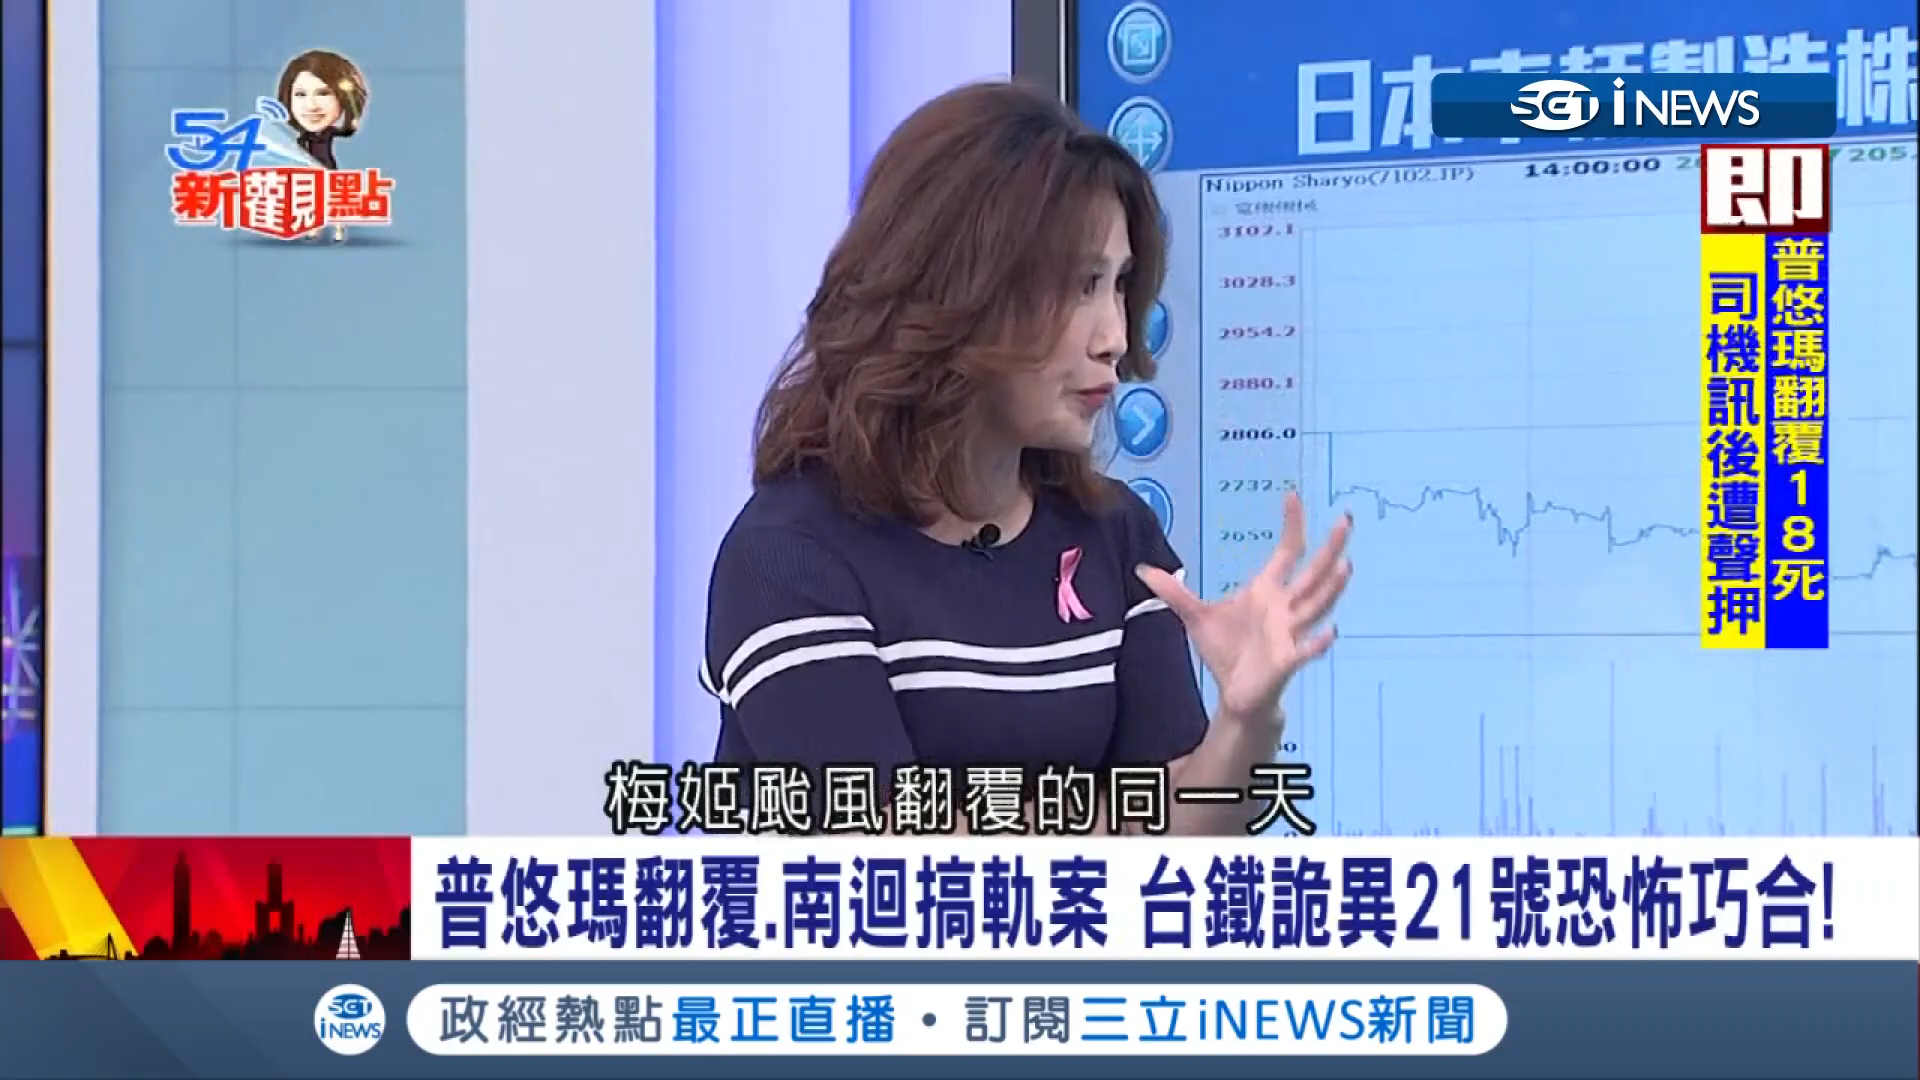 54
新觀點
日本車輛製造株
SET iNEWS
Nippon Sharyo(7102.JP)
14:00:00
205.
3102.1
3028.3
2954.2
2880.1
2806.0
2732.5
2659
即
普悠瑪翻覆18死
司機訊後遭聲押
梅姬颱風翻覆的同一天
普悠瑪翻覆.南迴搞軌案 台鐵詭異21號恐怖巧合!
SET iNEWS
政經熱點最正直播・訂閱三立iNEWS新聞